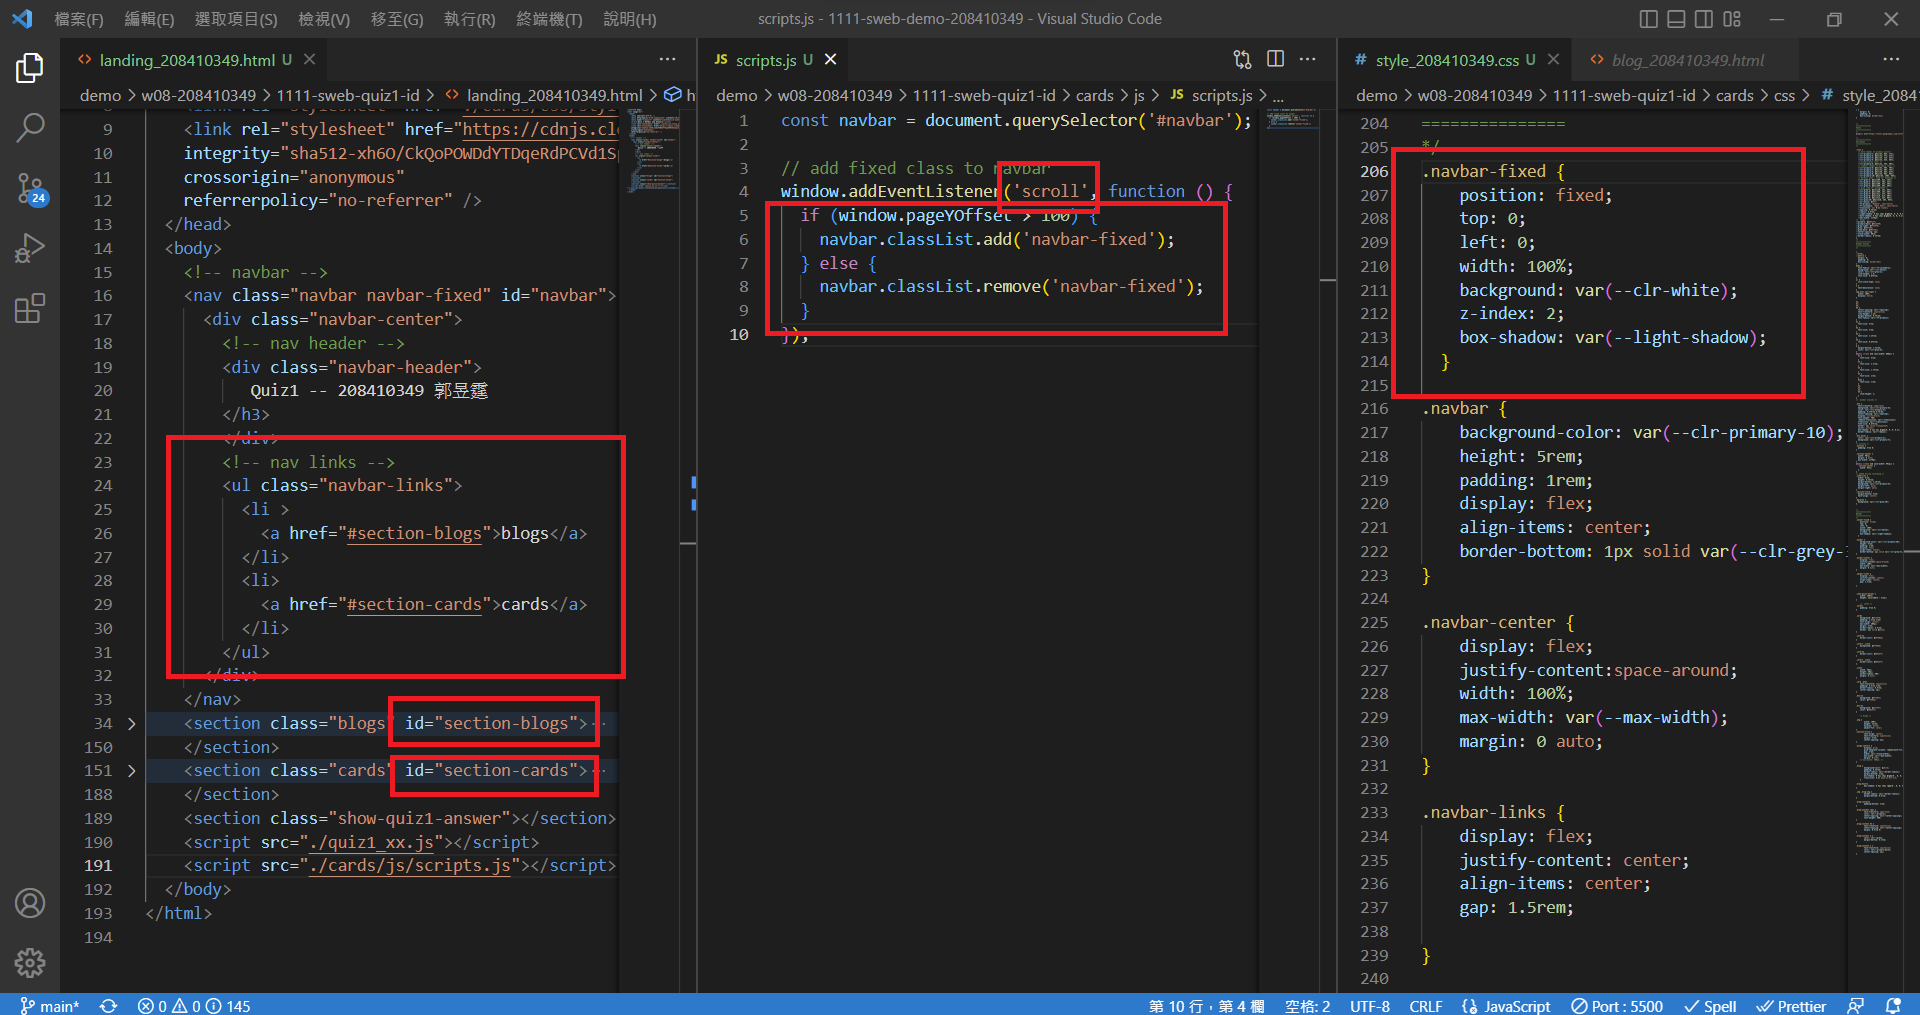 檔案(F) 編輯(E) 選取項目(S) 檢視(V) 移至(G) 執行(R) 終端機(T) 說明(H)
scripts.js - 1111-sweb-demo-208410349 - Visual Studio Code
landing_208410349.html U
demo > w08-208410349 > 1111-sweb-quiz1-id > landing_208410349.html > h
9 <link rel="stylesheet" href="https://cdnjs.cl
10 integrity="sha512-xh6O/CkQoPOWDdYTDqeRdPCVd1S
11 crossorigin="anonymous"
12 referrerpolicy="no-referrer" />
13 </head>
14 <body>
15 <!-- navbar -->
16 <nav class="navbar navbar-fixed" id="navbar">
17 <div class="navbar-center">
18 <!-- nav header -->
19 <div class="navbar-header">
20 Quiz1 -- 208410349 郭昱霆
21 </h3>
22 </div>
23 <!-- nav links -->
24 <ul class="navbar-links">
25 <li >
26 <a href="#section-blogs">blogs</a>
27 </li>
28 <li>
29 <a href="#section-cards">cards</a>
30 </li>
31 </ul>
32 </div>
33 </nav>
34 <section class="blogs" id="section-blogs">···
150 </section>
151 <section class="cards" id="section-cards">···
188 </section>
189 <section class="show-quiz1-answer"></section>
190 <script src="./quiz1_xx.js"></script>
191 <script src="./cards/js/scripts.js"></script>
192 </body>
193 </html>
194
JS scripts.js U
demo > w08-208410349 > 1111-sweb-quiz1-id > cards > js > JS scripts.js > ...
1 const navbar = document.querySelector('#navbar');
2
3 // add fixed class to navbar
4 window.addEventListener('scroll', function () {
5 if (window.pageYOffset > 100) {
6 navbar.classList.add('navbar-fixed');
7 } else {
8 navbar.classList.remove('navbar-fixed');
9 }
10 });
# style_208410349.css U
blog_208410349.html
demo > w08-208410349 > 1111-sweb-quiz1-id > cards > css > # style_2084
204 ===============
205 */
206 .navbar-fixed {
207 position: fixed;
208 top: 0;
209 left: 0;
210 width: 100%;
211 background: var(--clr-white);
212 z-index: 2;
213 box-shadow: var(--light-shadow);
214 }
215
216 .navbar {
217 background-color: var(--clr-primary-10);
218 height: 5rem;
219 padding: 1rem;
220 display: flex;
221 align-items: center;
222 border-bottom: 1px solid var(--clr-grey-
223 }
224
225 .navbar-center {
226 display: flex;
227 justify-content:space-around;
228 width: 100%;
229 max-width: var(--max-width);
230 margin: 0 auto;
231 }
232
233 .navbar-links {
234 display: flex;
235 justify-content: center;
236 align-items: center;
237 gap: 1.5rem;
238
239 }
240
24
main* 0 0 145
第 10 行，第 4 欄 空格: 2 UTF-8 CRLF {} JavaScript Port : 5500 Spell Prettier